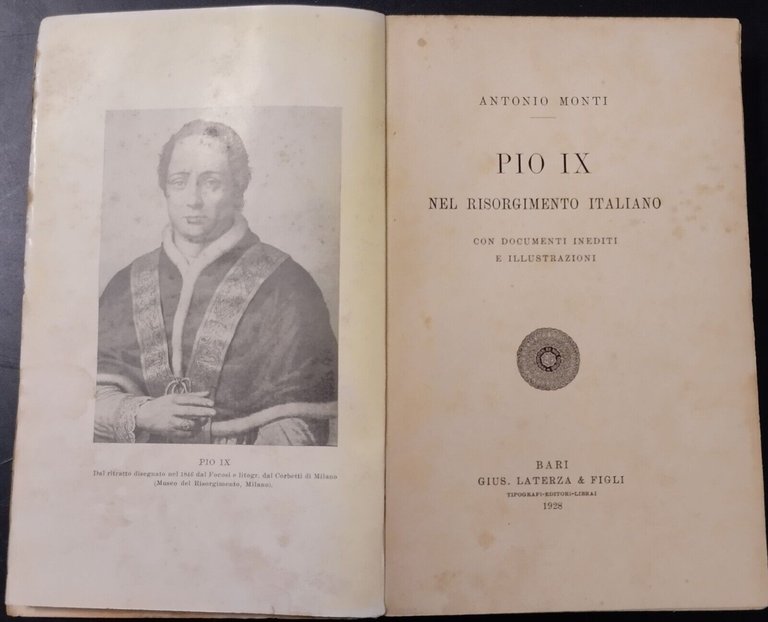 PIO IX
Dal ritratto disegnato nel 1846 dal Focosi e litogr. dal Corbetti di Milano
(Museo del Risorgimento, Milano).
ANTONIO MONTI
PIO IX
NEL RISORGIMENTO ITALIANO
CON DOCUMENTI INEDITI
E ILLUSTRAZIONI
BARI
GIUS. LATERZA & FIGLI
TIPOGRAFI-EDITORI-LIBRAI
1928